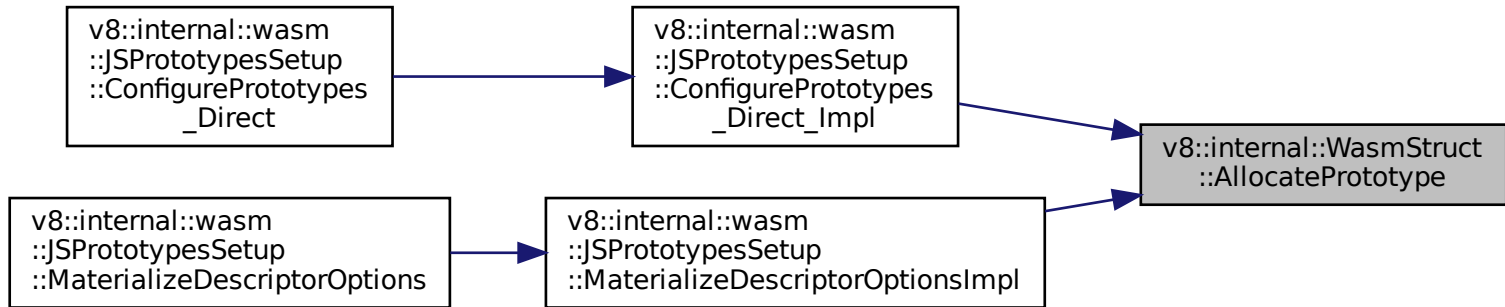 v8::internal::wasm
::JSPrototypesSetup
::ConfigurePrototypes
_Direct
v8::internal::wasm
::JSPrototypesSetup
::ConfigurePrototypes
_Direct_Impl
v8::internal::WasmStruct
::AllocatePrototype
v8::internal::wasm
::JSPrototypesSetup
::MaterializeDescriptorOptions
v8::internal::wasm
::JSPrototypesSetup
::MaterializeDescriptorOptionsImpl